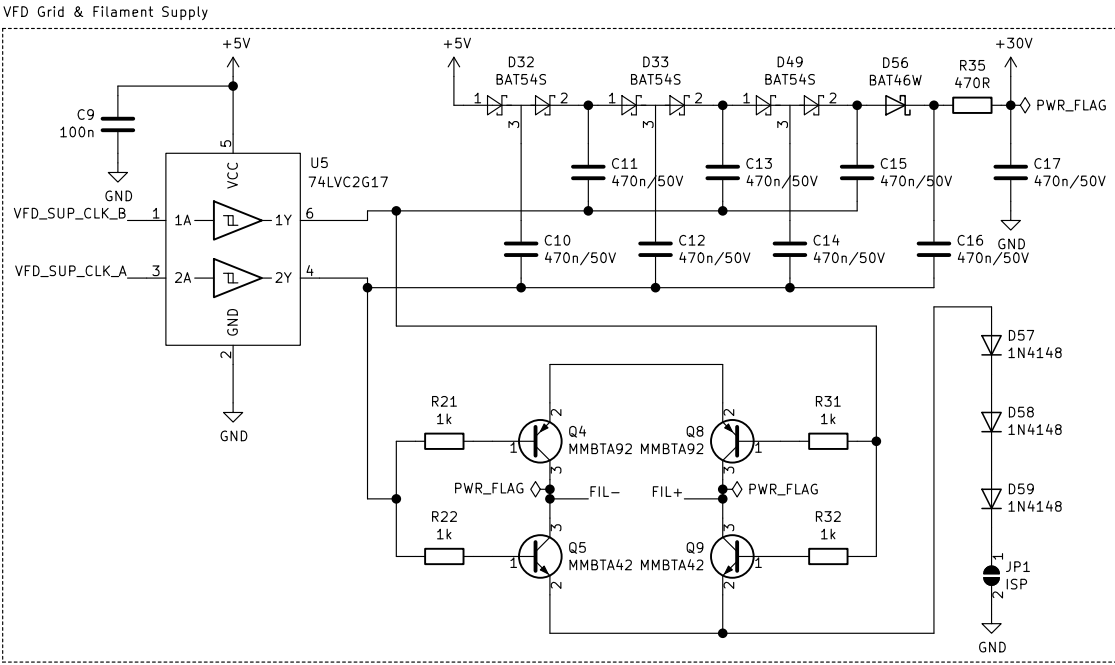 VFD Grid & Filament Supply
+5V
+5V
+30V
D32
BAT54S
D33
BAT54S
D49
BAT54S
D56
BAT46W
R35
470R
1
2
3
1
2
3
1
2
3
PWR_FLAG
C9
100n
GND
5
VCC
U5
74LVC2G17
C11
470n/50V
C13
470n/50V
C15
470n/50V
C17
470n/50V
GND
VFD_SUP_CLK_B
1
1A
1Y
6
VFD_SUP_CLK_A
3
2A
2Y
4
GND
2
GND
C10
470n/50V
C12
470n/50V
C14
470n/50V
C16
470n/50V
D57
1N4148
D58
1N4148
D59
1N4148
JP1
ISP
1
2
GND
R21
1k
1
2
3
Q4
MMBTA92
Q8
MMBTA92
2
3
1
R31
1k
PWR_FLAG
FIL-
FIL+
PWR_FLAG
R22
1k
1
3
2
Q5
MMBTA42
Q9
MMBTA42
3
2
1
R32
1k